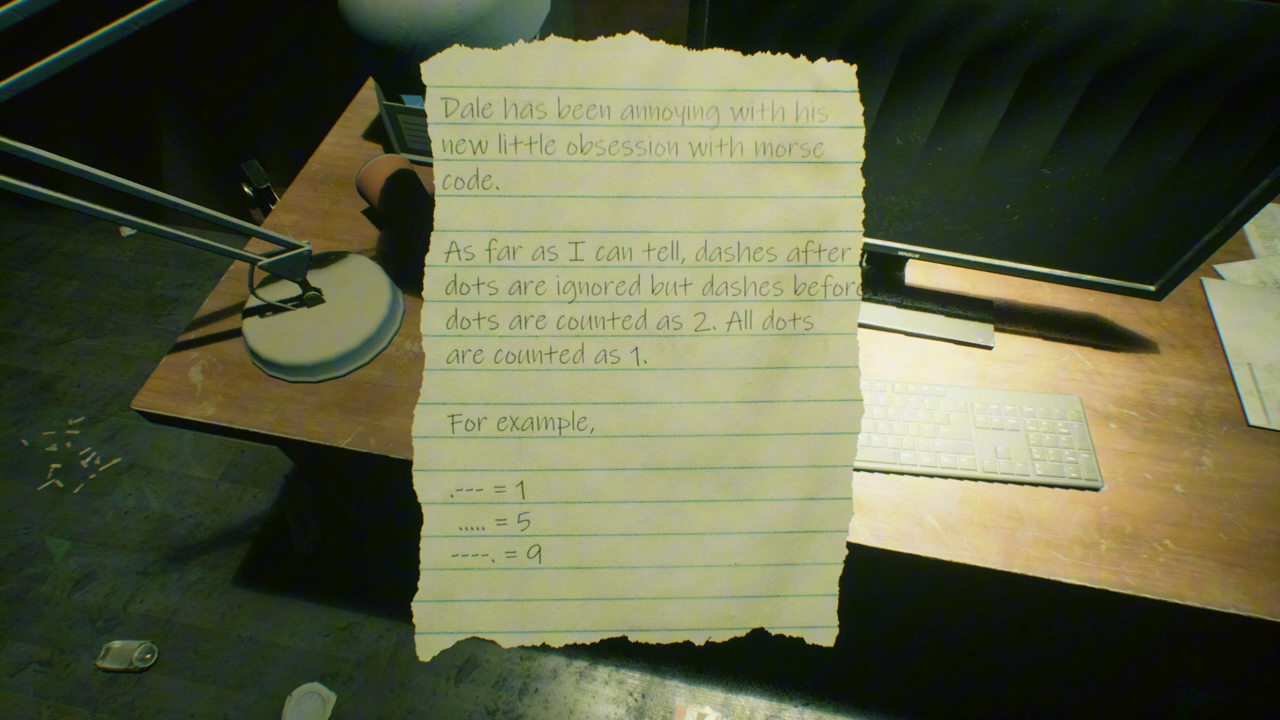 Dale has been annoying with his
new little obsession with morse
code.
As far as I can tell, dashes after
dots are ignored but dashes before
dots are counted as 2. All dots
are counted as 1.
For example,
.--- = 1
..... = 5
----. = 9